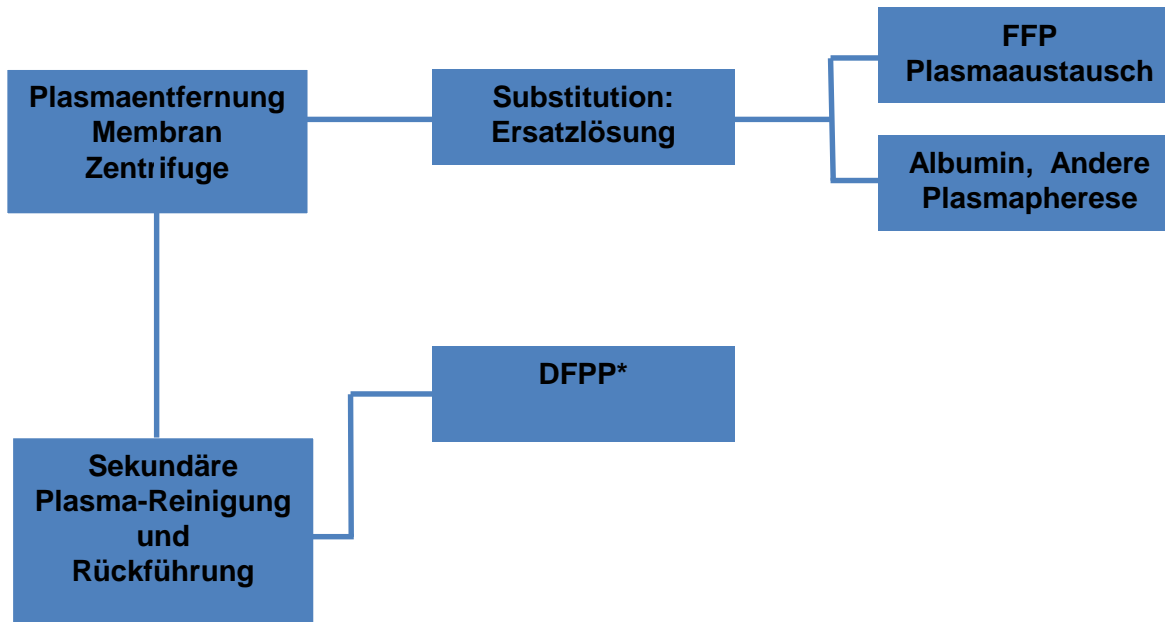 Plasmaentfernung
Membran
Zentrifuge
Substitution:
Ersatzlösung
FFP
Plasmaaustausch
Albumin, Andere
Plasmapherese
DFPP*
Sekundäre
Plasma-Reinigung
und
Rückführung